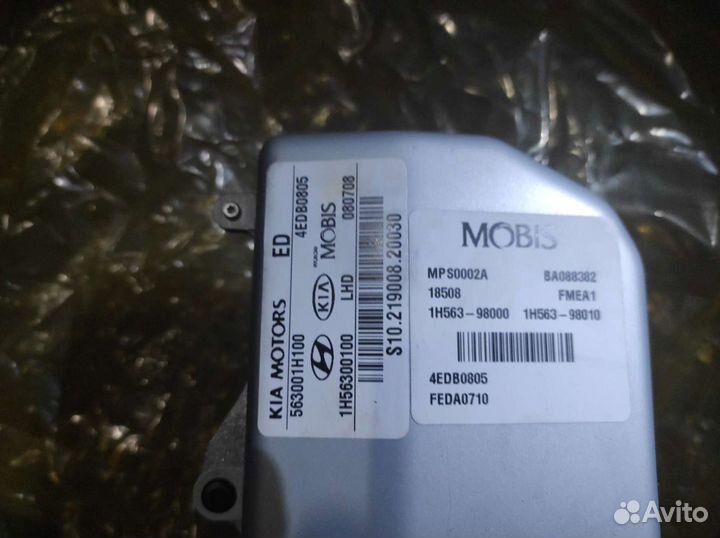 KIA MOTORS ED
563001H100 4EDB0805
KIA MOBIS
1H56300100 LHD 080708
S10.219008.20030
MOBIS
MPS0002A BA088382
18508 FMEA1
1H563-98000 1H563-98010
4EDB0805
FEDA0710
Avito